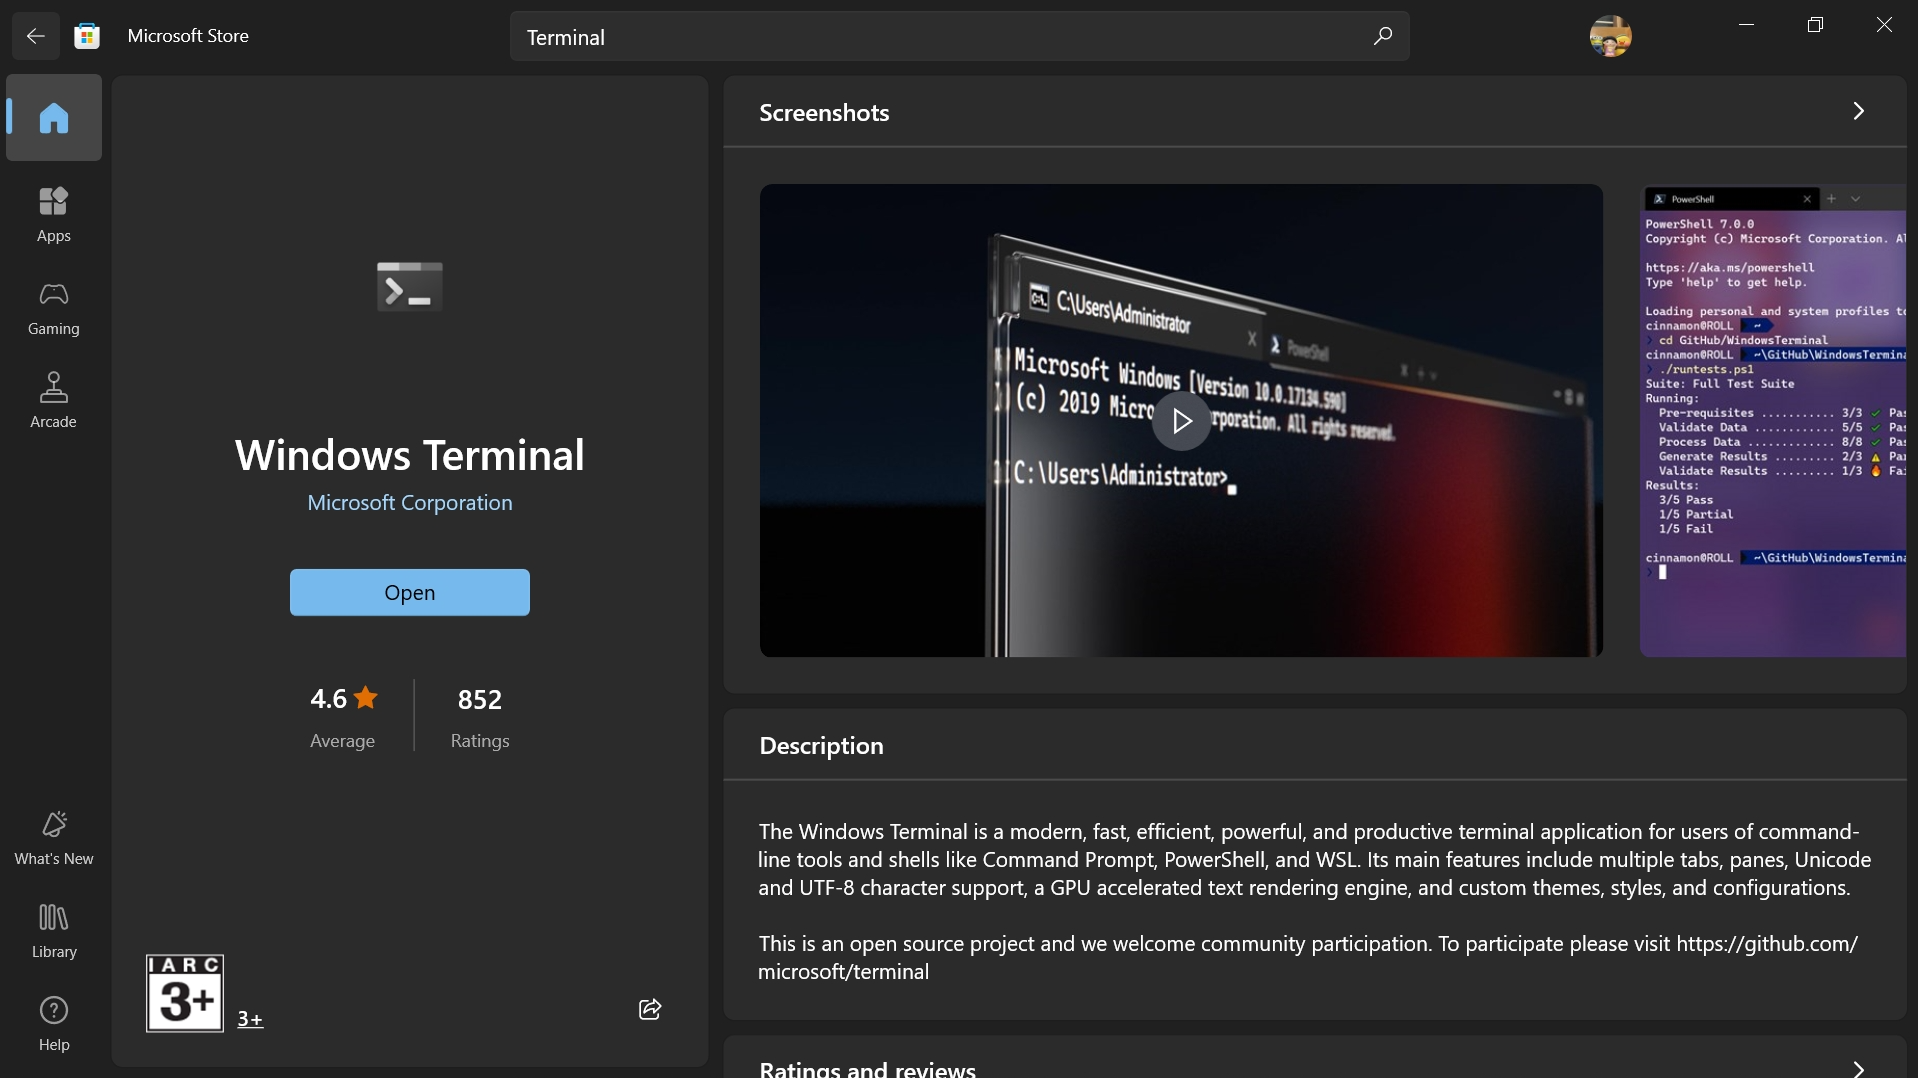 Microsoft Store
Terminal
Apps
Gaming
Arcade
What's New
Library
Help
Windows Terminal
Microsoft Corporation
Open
4.6
Average
852
Ratings
IARC
3+
3+
Screenshots
C:\Users\Administrator
PowerShell
Microsoft Windows [Version 10.0.17134.590]
(c) 2019 Micro rporation. All rights reserved.
C:\Users\Administrator>
PowerShell
PowerShell 7.0.0
Copyright (c) Microsoft Corporation. Al
https://aka.ms/powershell
Type 'help' to get help.
Loading personal and system profiles to
cinnamon@ROLL ~
> cd GitHub/WindowsTerminal
cinnamon@ROLL ~\GitHub\WindowsTermina
> ./runtests.ps1
Suite: Full Test Suite
Running:
Pre-requisites ........... 3/3 ✓ Pas
Validate Data ............ 5/5 ✓ Pas
Process Data ............. 8/8 ✓ Pas
Generate Results ......... 2/3 ⚠ Par
Validate Results ......... 1/3 🔥 Fai
Results:
3/5 Pass
1/5 Partial
1/5 Fail
cinnamon@ROLL ~\GitHub\WindowsTermina
>
Description
The Windows Terminal is a modern, fast, efficient, powerful, and productive terminal application for users of command-
line tools and shells like Command Prompt, PowerShell, and WSL. Its main features include multiple tabs, panes, Unicode
and UTF-8 character support, a GPU accelerated text rendering engine, and custom themes, styles, and configurations.
This is an open source project and we welcome community participation. To participate please visit https://github.com/
microsoft/terminal
Ratings and reviews